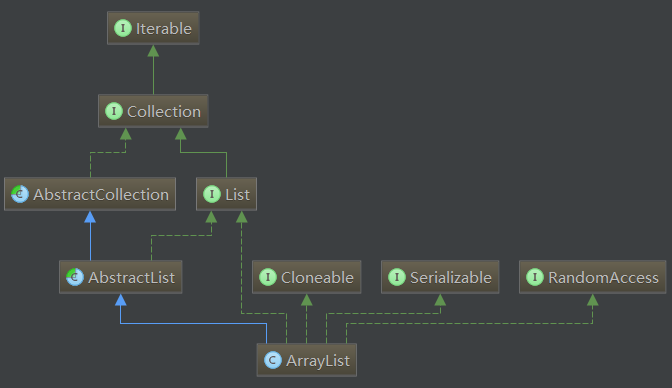 I Iterable
I Collection
C AbstractCollection
I List
C AbstractList
I Cloneable
I Serializable
I RandomAccess
C ArrayList